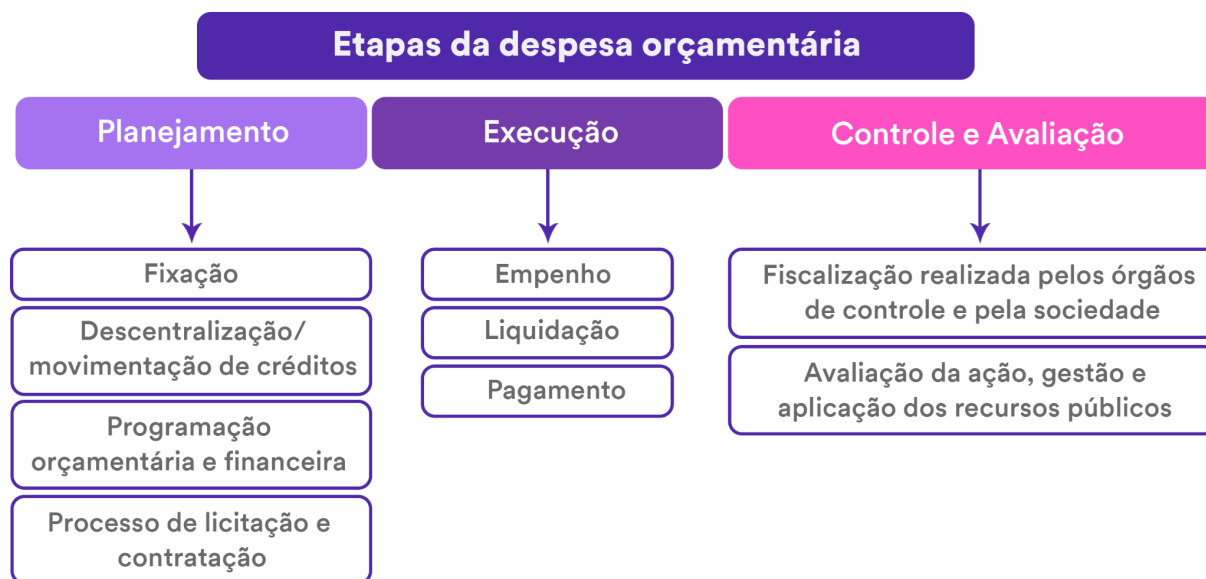 Etapas da despesa orçamentária
Planejamento
Fixação
Descentralização/
movimentação de créditos
Programação
orçamentária e financeira
Processo de licitação e
contratação
Execução
Empenho
Liquidação
Pagamento
Controle e Avaliação
Fiscalização realizada pelos órgãos
de controle e pela sociedade
Avaliação da ação, gestão e
aplicação dos recursos públicos